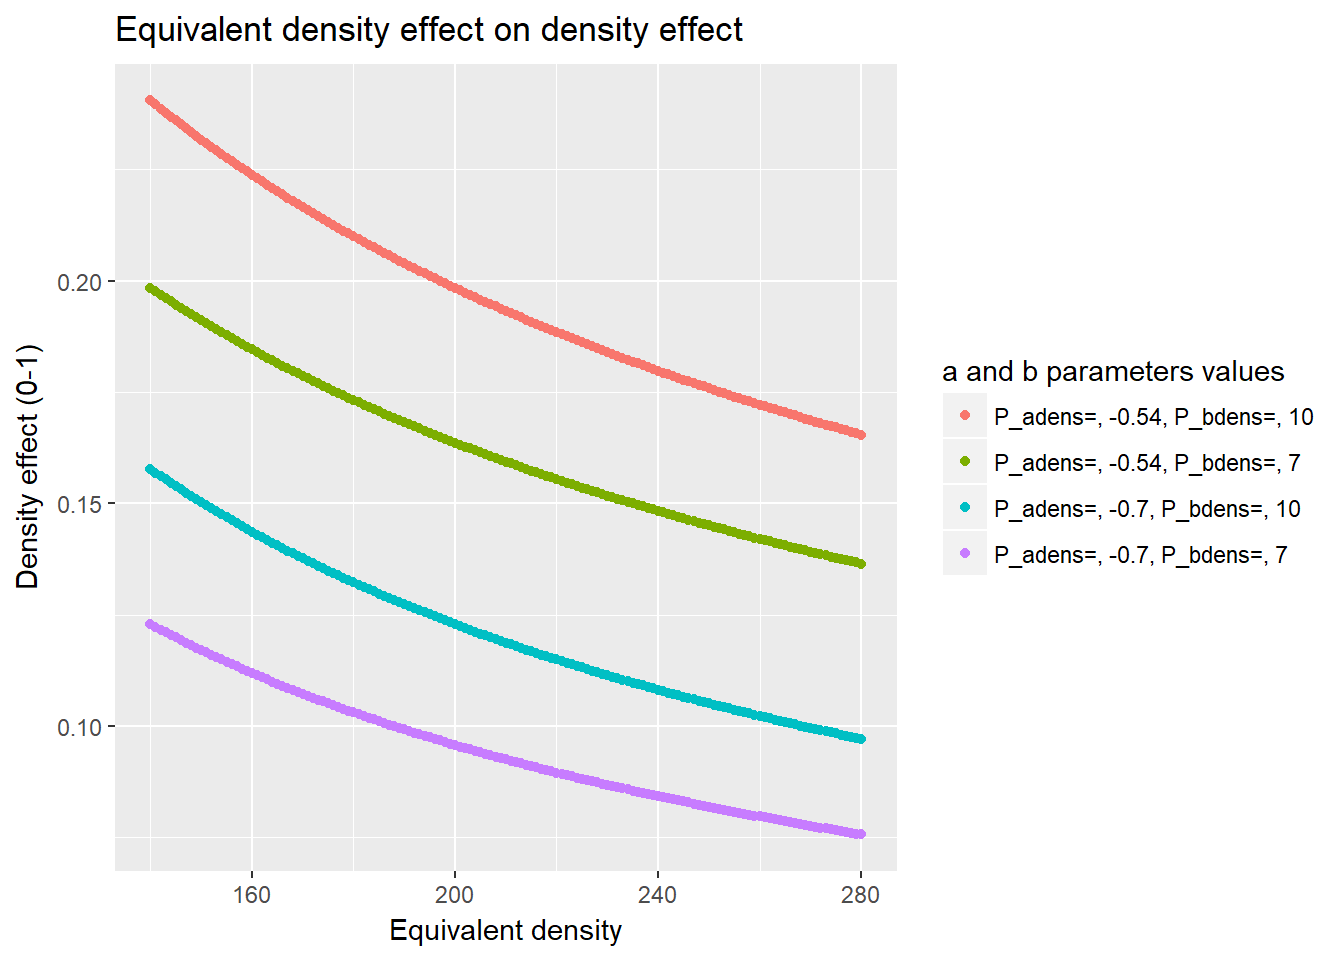 Equivalent density effect on density effect
Density effect (0-1)
0.20
0.15
0.10
160 200 240 280
Equivalent density
a and b parameters values
P_adens=, -0.54, P_bdens=, 10
P_adens=, -0.54, P_bdens=, 7
P_adens=, -0.7, P_bdens=, 10
P_adens=, -0.7, P_bdens=, 7